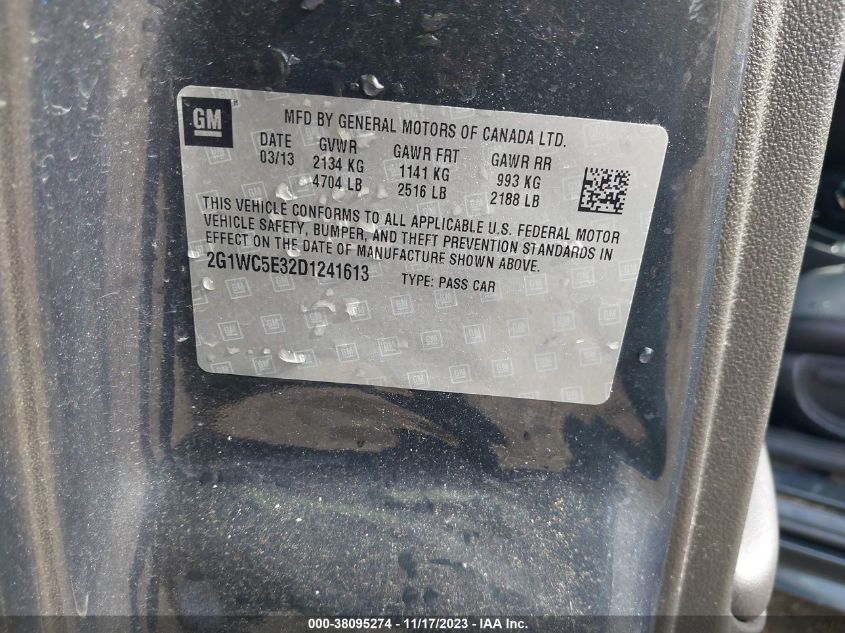 GM
MFD BY GENERAL MOTORS OF CANADA LTD.
DATE GVWR GAWR FRT GAWR RR
03/13 2134 KG 1141 KG 993 KG
4704 LB 2516 LB 2188 LB
THIS VEHICLE CONFORMS TO ALL APPLICABLE U.S. FEDERAL MOTOR
VEHICLE SAFETY, BUMPER, AND THEFT PREVENTION STANDARDS IN
EFFECT ON THE DATE OF MANUFACTURE SHOWN ABOVE.
2G1WC5E32D1241613 TYPE: PASS CAR
000-38095274 - 11/17/2023 - IAA Inc.